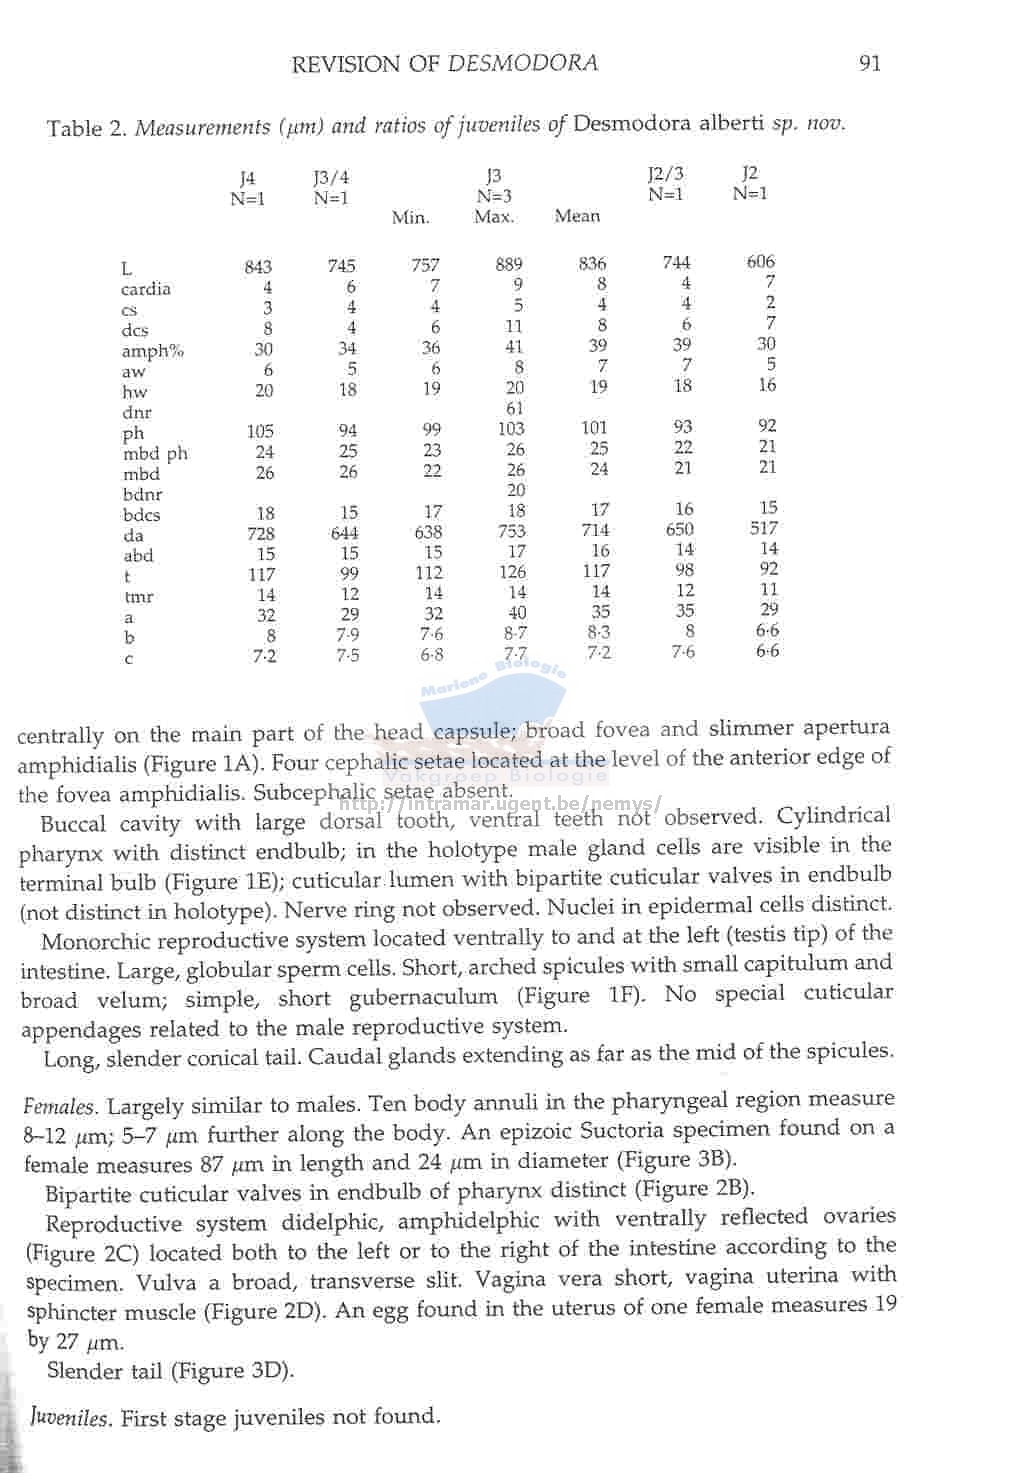 REVISION OF DESMODORA 91
Table 2. Measurements (μm) and ratios of juveniles of Desmodora alberti sp. nov.
J4 J3/4 J3 J2/3 J2
N=1 N=1 N=3 N=1 N=1
Min. Max. Mean
L 843 745 757 889 836 744 606
cardia 4 6 7 9 8 4 7
cs 3 4 4 5 4 4 2
dcs 8 4 6 11 8 6 7
amph% 30 34 36 41 39 39 30
aw 6 5 6 8 7 7 5
hw 20 18 19 20 19 18 16
dnr 61
ph 105 94 99 103 101 93 92
mbd ph 24 25 23 26 25 22 21
mbd 26 26 22 26 24 21 21
bdnr 20
bdcs 18 15 17 18 17 16 15
da 728 644 638 753 714 650 517
abd 15 15 15 17 16 14 14
t 117 99 112 126 117 98 92
tmr 14 12 14 14 14 12 11
a 32 29 32 40 35 35 29
b 8 7·9 7·6 8·7 8·3 8 6·6
c 7·2 7·5 6·8 7·7 7·2 7·6 6·6
Mariene Biologie
centrally on the main part of the head capsule; broad fovea and slimmer apertura
amphidialis (Figure 1A). Four cephalic setae located at the level of the anterior edge of
Vakgroep Biologie
the fovea amphidialis. Subcephalic setae absent.
http://intramar.ugent.be/nemys/
Buccal cavity with large dorsal tooth, ventral teeth not observed. Cylindrical
pharynx with distinct endbulb; in the holotype male gland cells are visible in the
terminal bulb (Figure 1E); cuticular lumen with bipartite cuticular valves in endbulb
(not distinct in holotype). Nerve ring not observed. Nuclei in epidermal cells distinct.
Monorchic reproductive system located ventrally to and at the left (testis tip) of the
intestine. Large, globular sperm cells. Short, arched spicules with small capitulum and
broad velum; simple, short gubernaculum (Figure 1F). No special cuticular
appendages related to the male reproductive system.
Long, slender conical tail. Caudal glands extending as far as the mid of the spicules.
Females. Largely similar to males. Ten body annuli in the pharyngeal region measure
8–12 μm; 5–7 μm further along the body. An epizoic Suctoria specimen found on a
female measures 87 μm in length and 24 μm in diameter (Figure 3B).
Bipartite cuticular valves in endbulb of pharynx distinct (Figure 2B).
Reproductive system didelphic, amphidelphic with ventrally reflected ovaries
(Figure 2C) located both to the left or to the right of the intestine according to the
specimen. Vulva a broad, transverse slit. Vagina vera short, vagina uterina with
sphincter muscle (Figure 2D). An egg found in the uterus of one female measures 19
by 27 μm.
Slender tail (Figure 3D).
Juveniles. First stage juveniles not found.